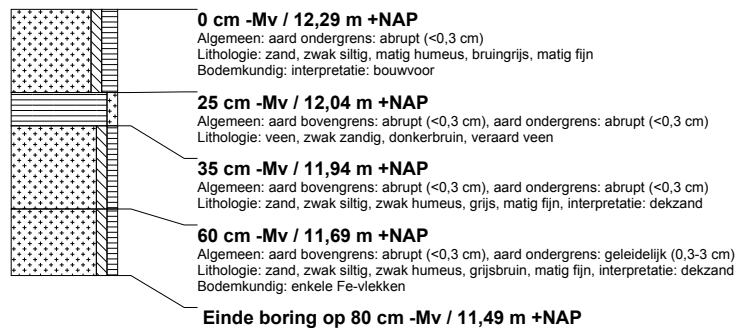 0 cm -Mv / 12,29 m +NAP
Algemeen: aard ondergrens: abrupt (<0,3 cm)
Lithologie: zand, zwak siltig, matig humeus, bruingrijs, matig fijn
Bodemkundig: interpretatie: bouwvoor
25 cm -Mv / 12,04 m +NAP
Algemeen: aard bovengrens: abrupt (<0,3 cm), aard ondergrens: abrupt (<0,3 cm)
Lithologie: veen, zwak zandig, donkerbruin, veraard veen
35 cm -Mv / 11,94 m +NAP
Algemeen: aard bovengrens: abrupt (<0,3 cm), aard ondergrens: abrupt (<0,3 cm)
Lithologie: zand, zwak siltig, zwak humeus, grijs, matig fijn, interpretatie: dekzand
60 cm -Mv / 11,69 m +NAP
Algemeen: aard bovengrens: abrupt (<0,3 cm), aard ondergrens: geleidelijk (0,3-3 cm)
Lithologie: zand, zwak siltig, zwak humeus, grijsbruin, matig fijn, interpretatie: dekzand
Bodemkundig: enkele Fe-vlekken
Einde boring op 80 cm -Mv / 11,49 m +NAP